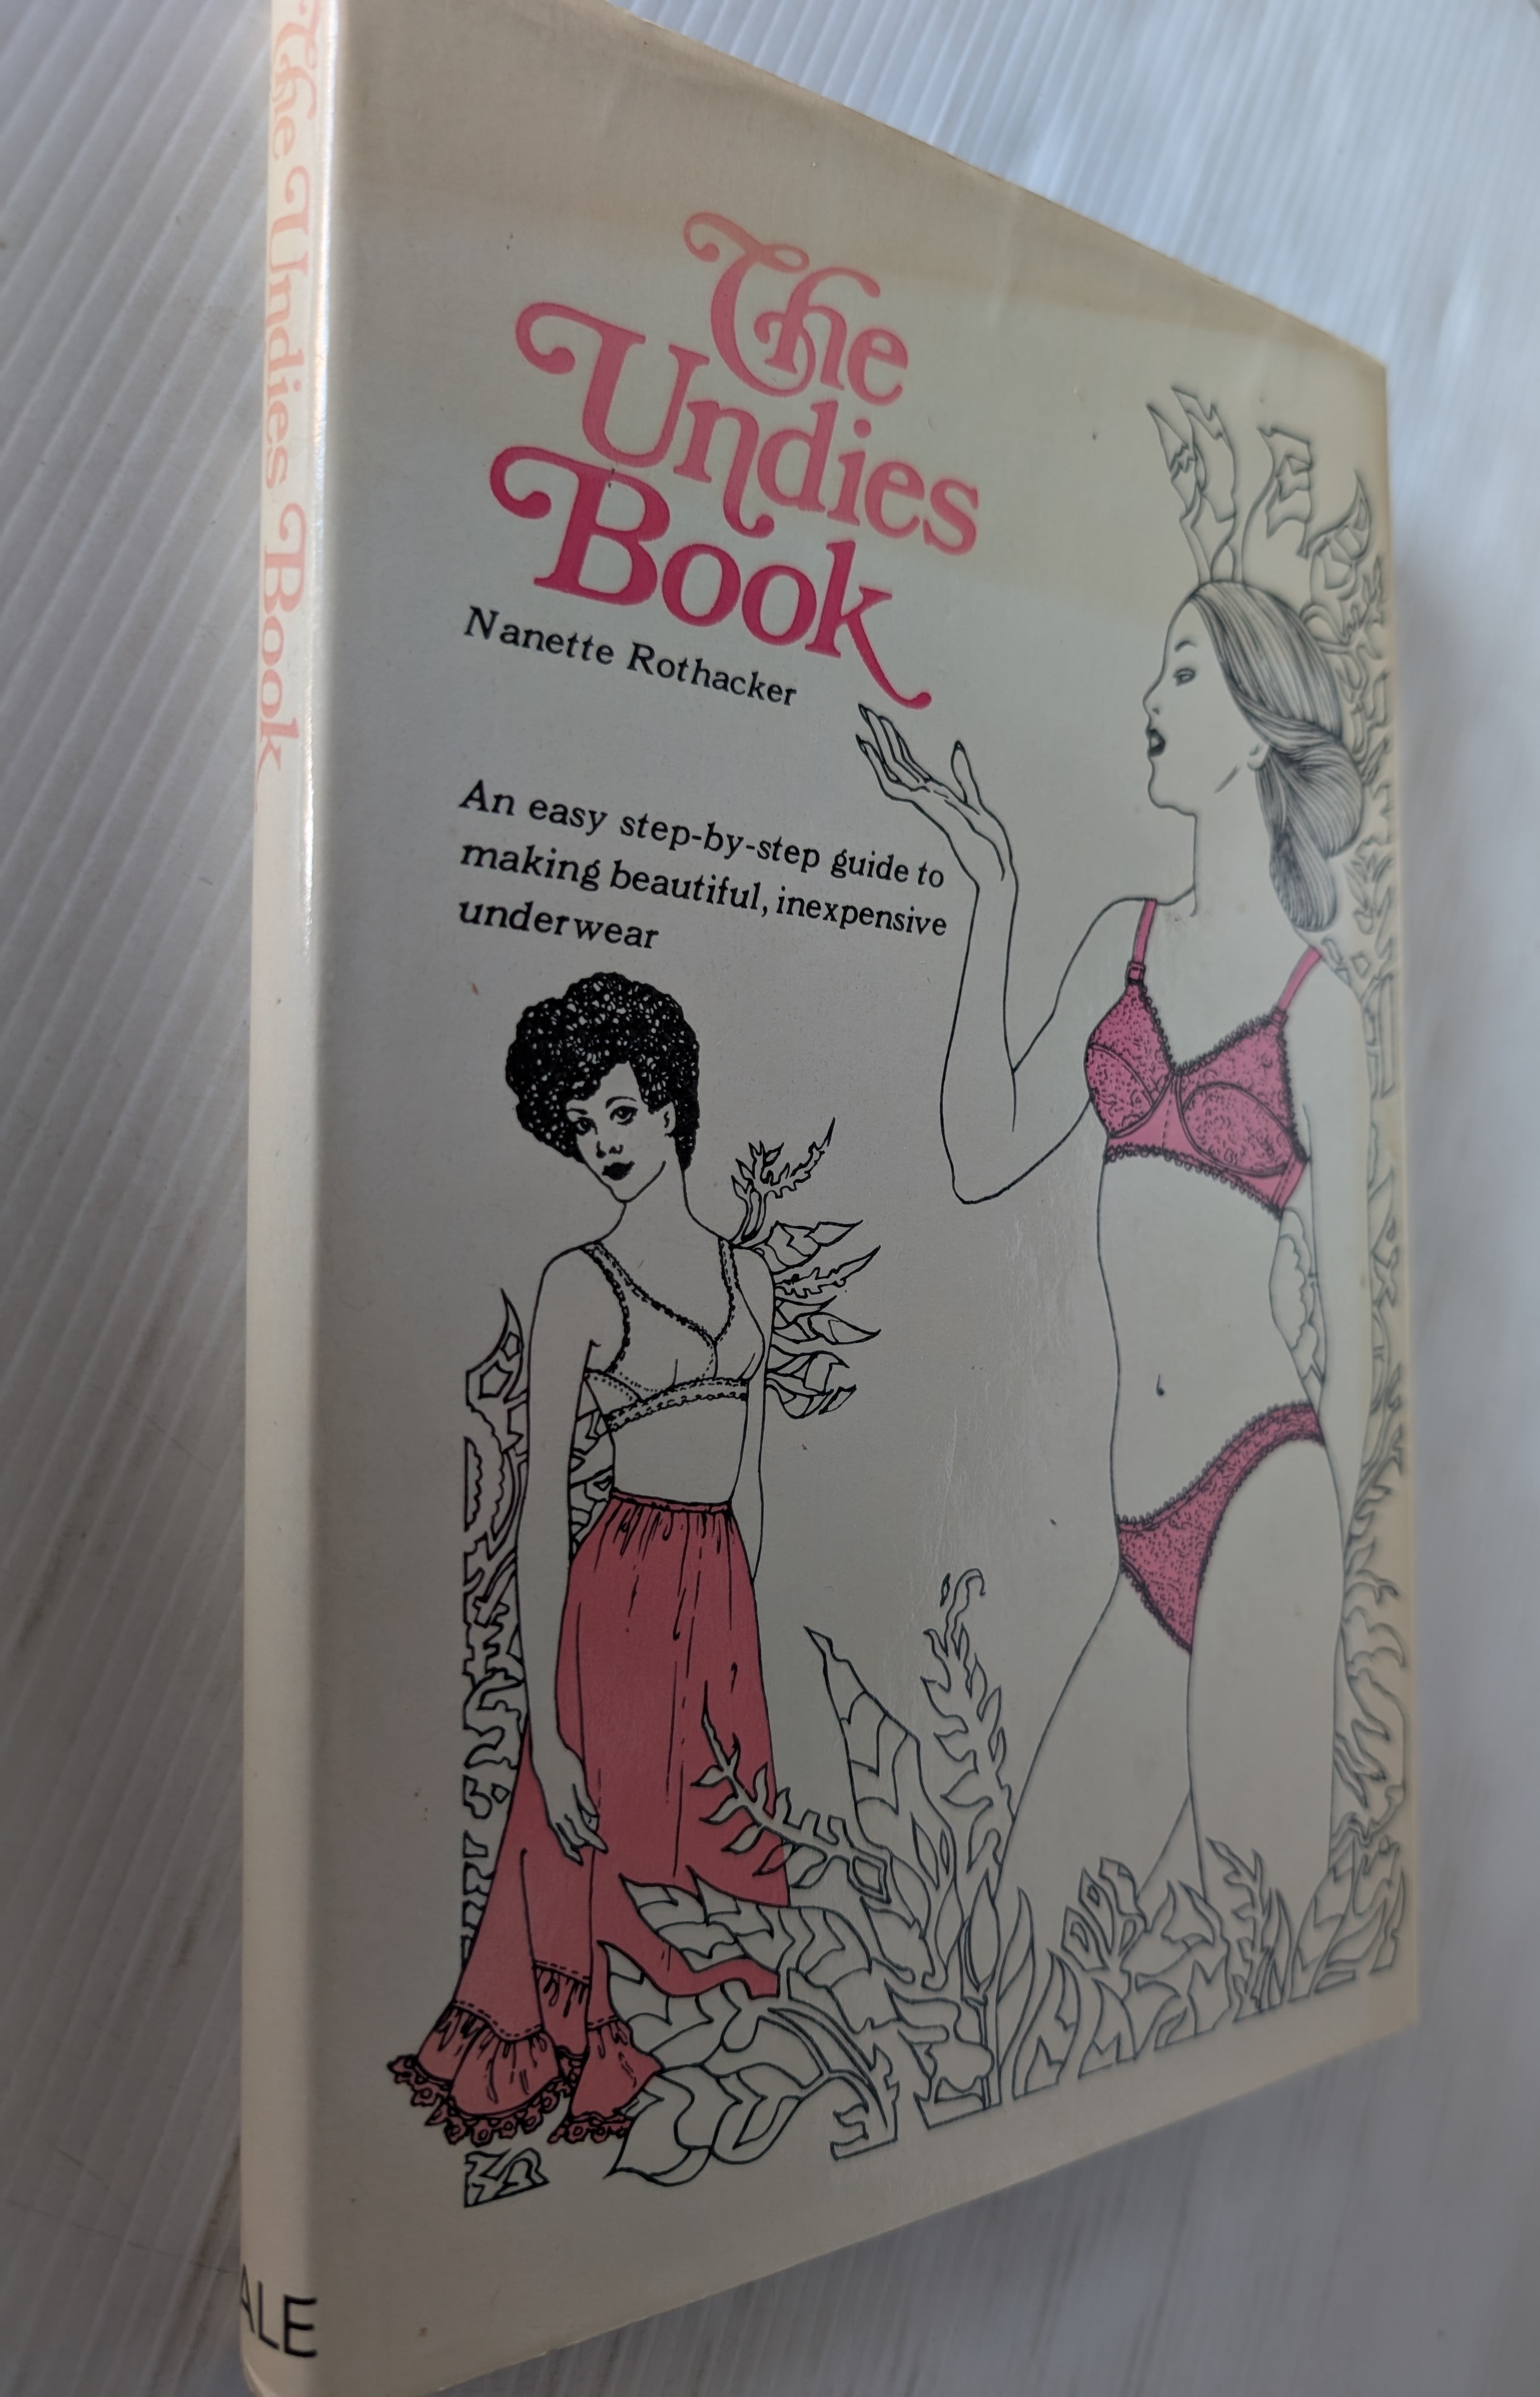 The Undies Book
ALE
The
Undies
Book
Nanette Rothacker
An easy step-by-step guide to
making beautiful, inexpensive
underwear